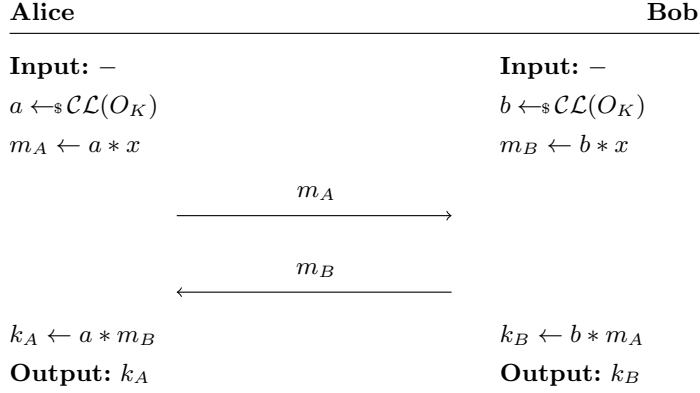 Alice Bob
Input: − Input: −
a ←$ CL(O_K) b ←$ CL(O_K)
m_A ← a ∗ x m_B ← b ∗ x
m_A
m_B
k_A ← a ∗ m_B k_B ← b ∗ m_A
Output: k_A Output: k_B